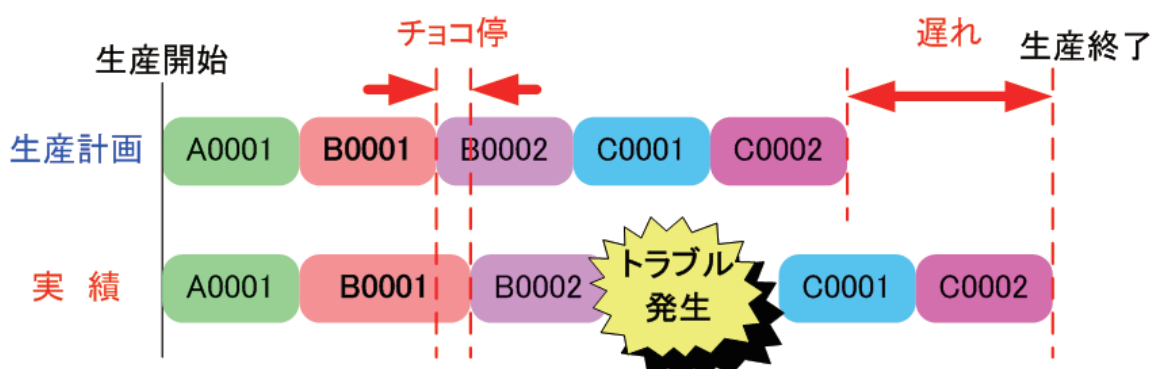 チョコ停
遅れ
生産開始
生産終了
生産計画
A0001
B0001
B0002
C0001
C0002
実 績
A0001
B0001
B0002
トラブル
発生
C0001
C0002